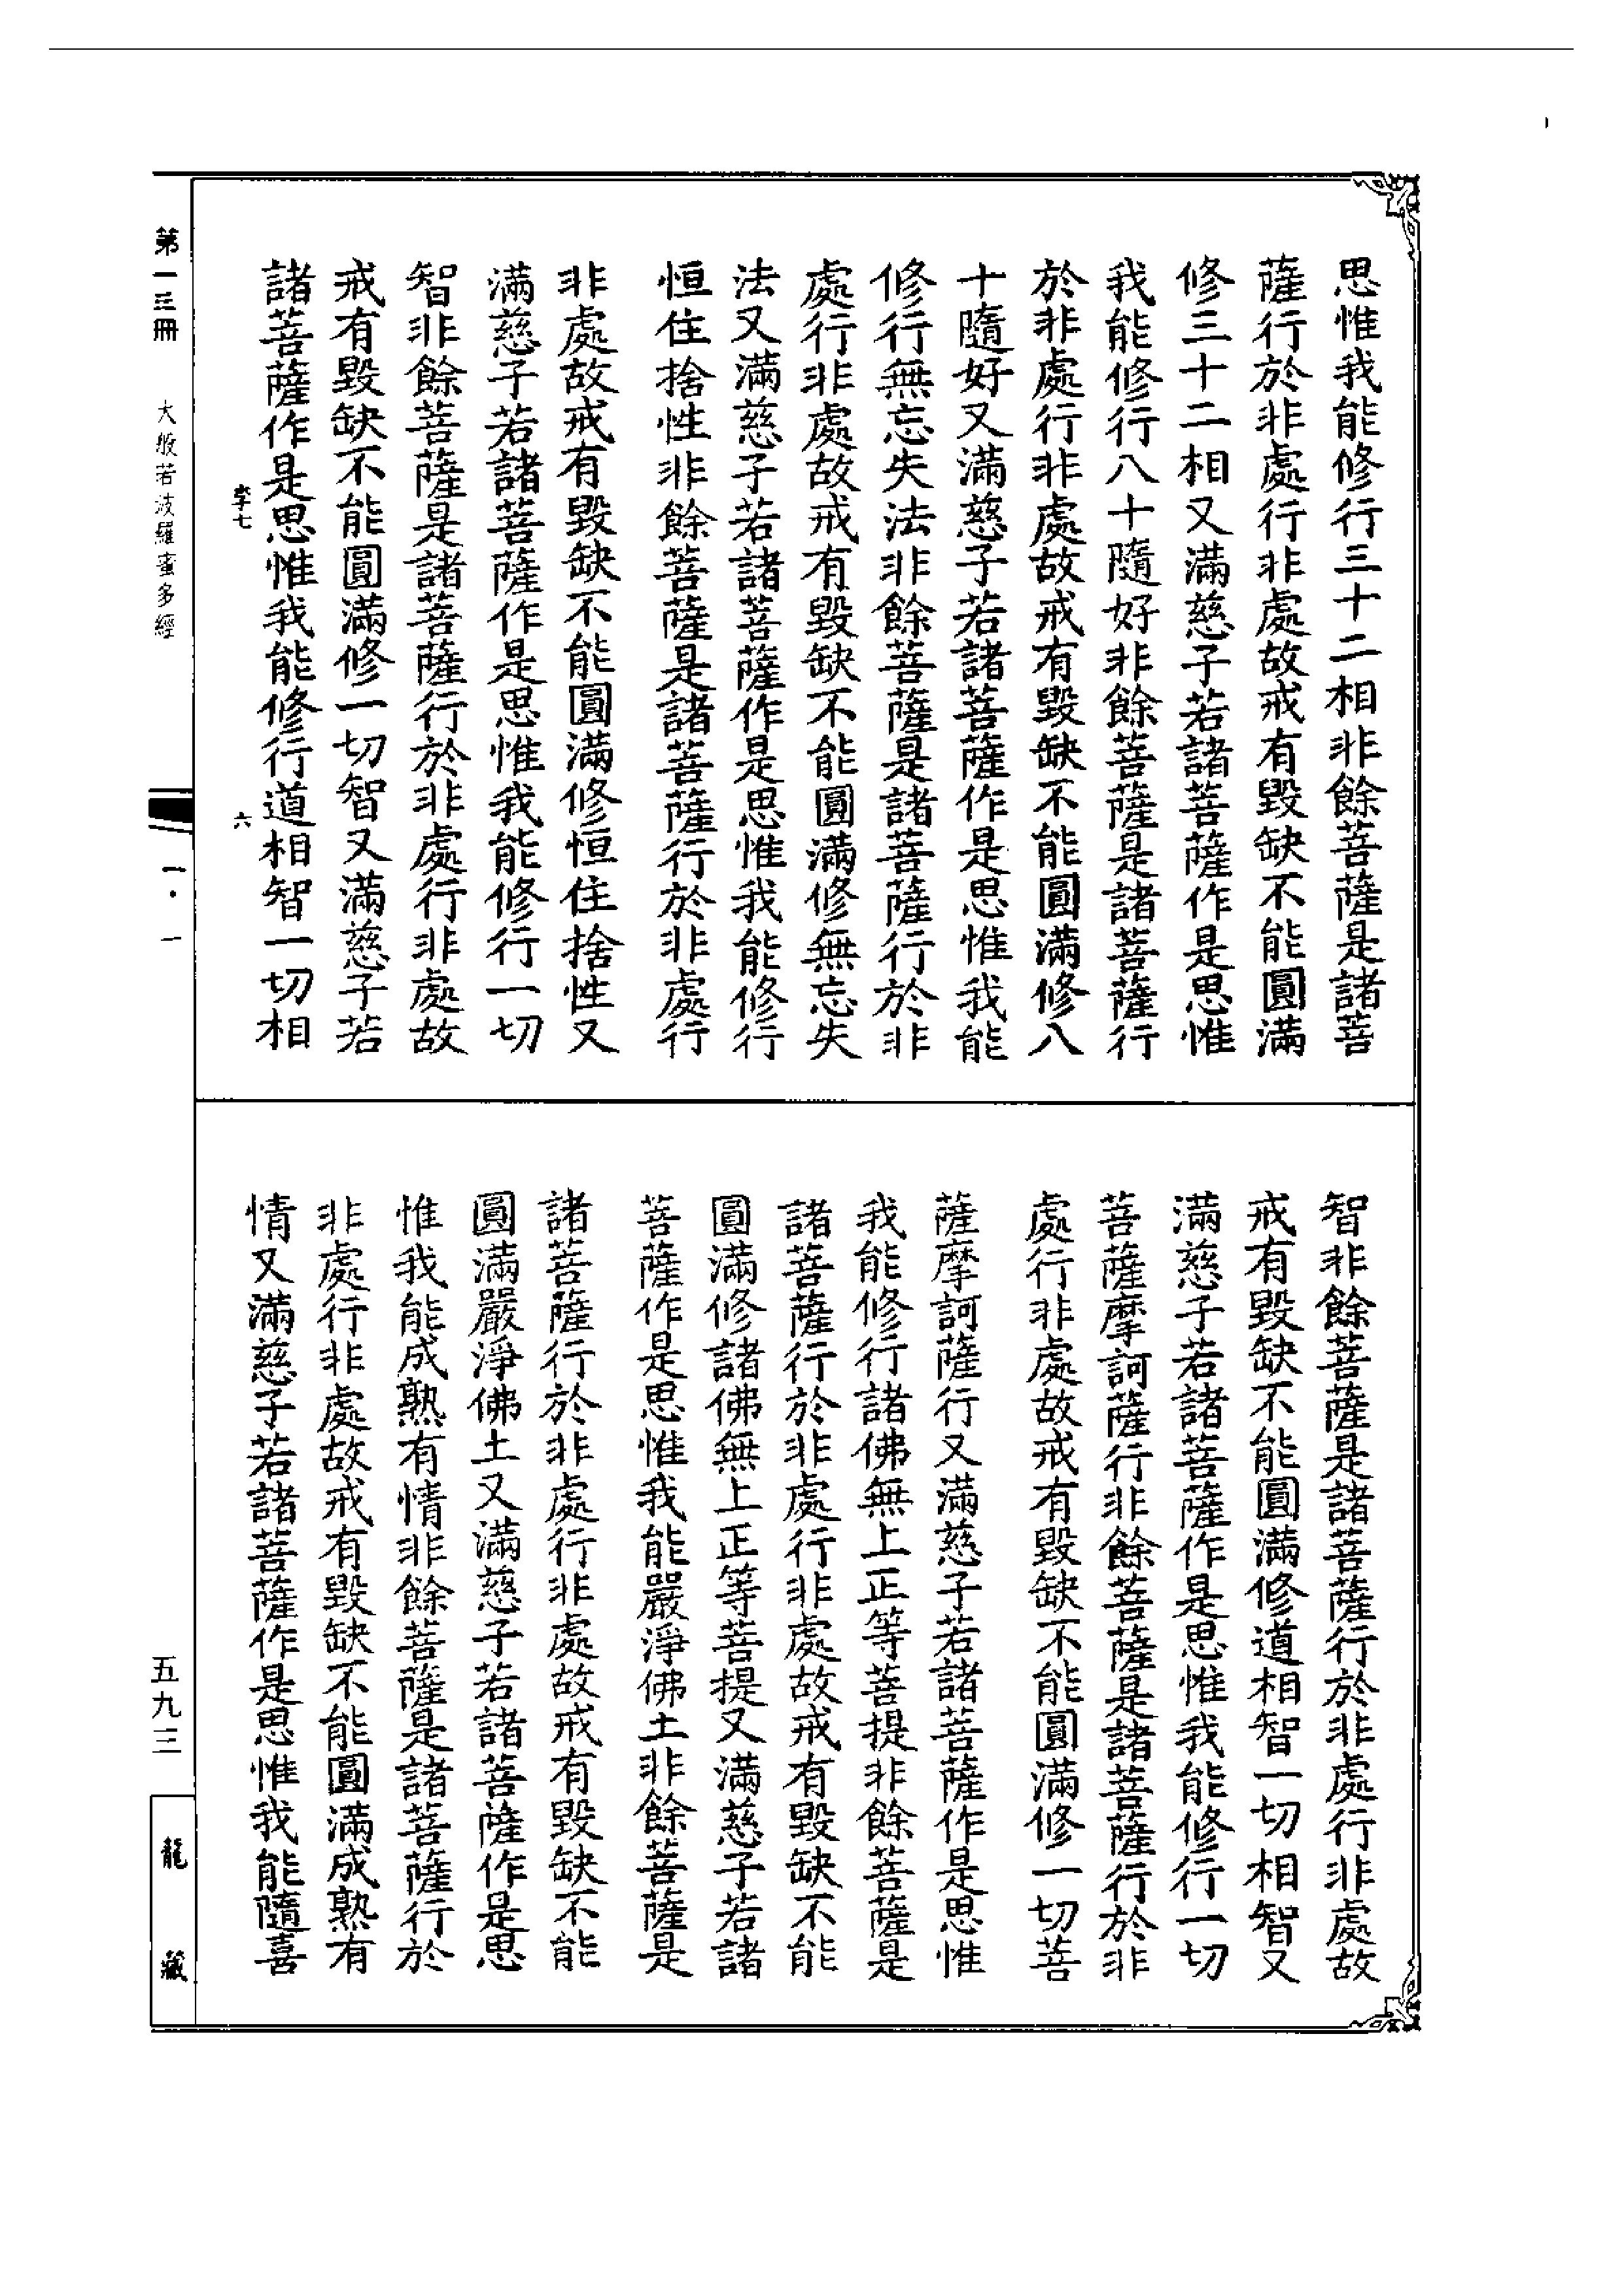 思惟我能修行三十二相非餘菩薩是諸菩
薩行於非處行非處故戒有毀缺不能圓滿
修三十二相又滿慈子若諸菩薩作是思惟
我能修行八十隨好非餘菩薩是諸菩薩行
於非處行非處故戒有毀缺不能圓滿修八
十隨好又滿慈子若諸菩薩作是思惟我能
修行無忘失法非餘菩薩是諸菩薩行於非
處行非處故戒有毀缺不能圓滿修無忘失
法又滿慈子若諸菩薩作是思惟我能修行
恒住捨性非餘菩薩是諸菩薩行於非處行
非處故戒有毀缺不能圓滿修恒住捨性又
滿慈子若諸菩薩作是思惟我能修行一切
智非餘菩薩是諸菩薩行於非處行非處故
戒有毀缺不能圓滿修一切智又滿慈子若
諸菩薩作是思惟我能修行道相智一切相
李七 六
智非餘菩薩是諸菩薩行於非處行非處故
戒有毀缺不能圓滿修道相智一切相智又
滿慈子若諸菩薩作是思惟我能修行一切
菩薩摩訶薩行非餘菩薩是諸菩薩行於非
處行非處故戒有毀缺不能圓滿修一切菩
薩摩訶薩行又滿慈子若諸菩薩作是思惟
我能修行諸佛無上正等菩提非餘菩薩是
諸菩薩行於非處行非處故戒有毀缺不能
圓滿修諸佛無上正等菩提又滿慈子若諸
菩薩作是思惟我能嚴淨佛土非餘菩薩是
諸菩薩行於非處行非處故戒有毀缺不能
圓滿嚴淨佛土又滿慈子若諸菩薩作是思
惟我能成熟有情非餘菩薩是諸菩薩行於
非處行非處故戒有毀缺不能圓滿成熟有
情又滿慈子若諸菩薩作是思惟我能隨喜
第一三冊 大般若波羅蜜多經 一·一 五九三 龍藏